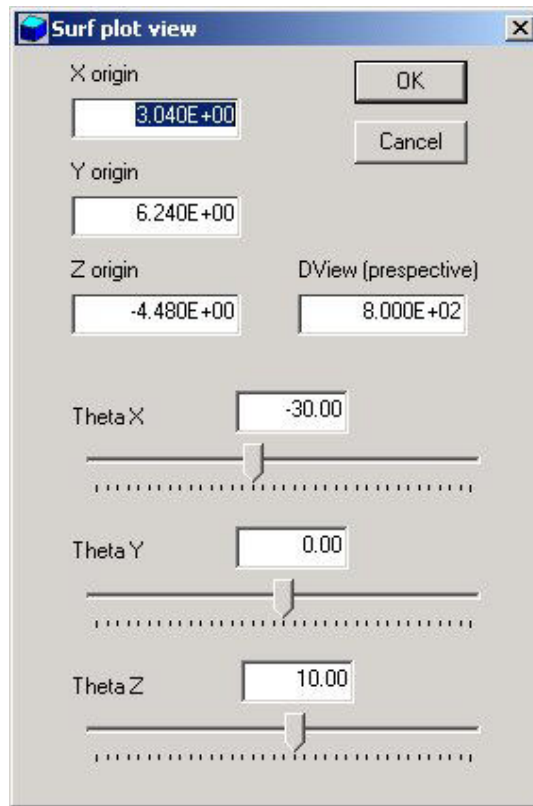 Surf plot view
X origin
OK
3.040E+00
Cancel
Y origin
6.240E+00
Z origin
DView (prespective)
-4.480E+00
8.000E+02
Theta X
-30.00
Theta Y
0.00
Theta Z
10.00